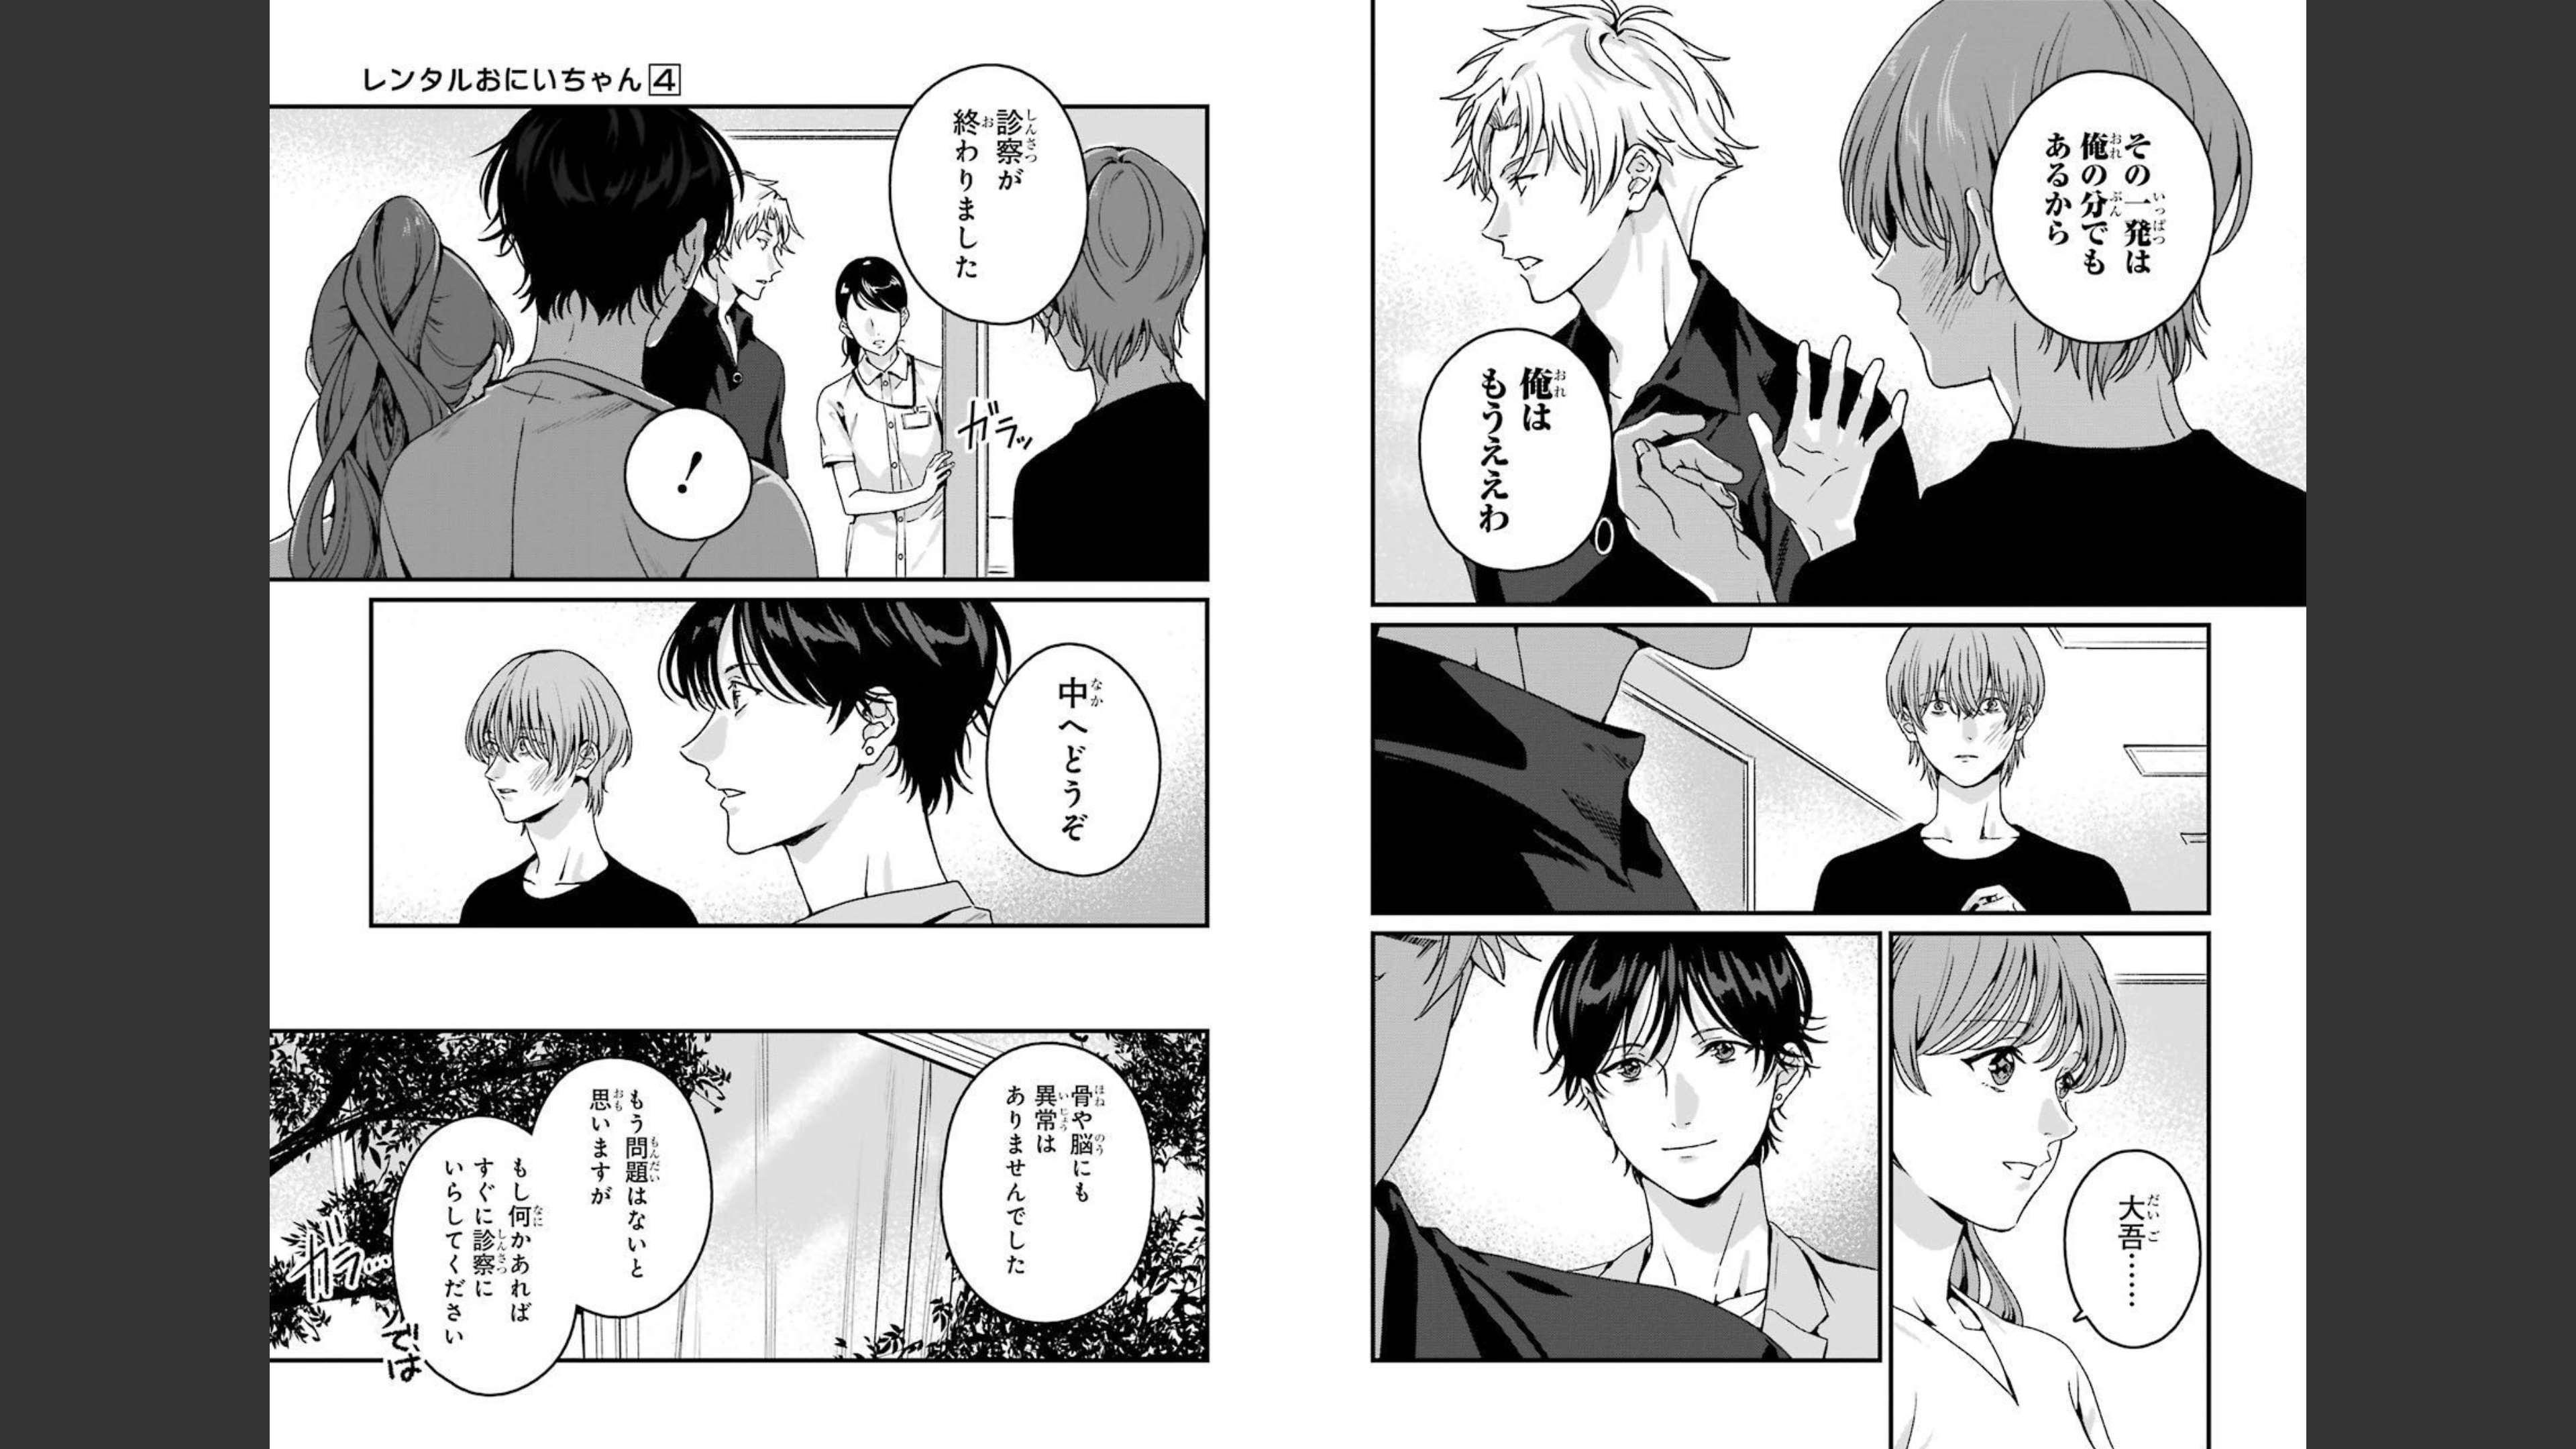 その一発は
俺の分でも
あるから
俺は
もうええわ
大吾……
レンタルおにいちゃん4
診察が
終わりました
ガラッ
！
中へどうぞ
骨や脳にも
異常は
ありませんでした
もう問題はないと
思いますが
もし何かあれば
すぐに診察に
いらしてください
では
ガラ…